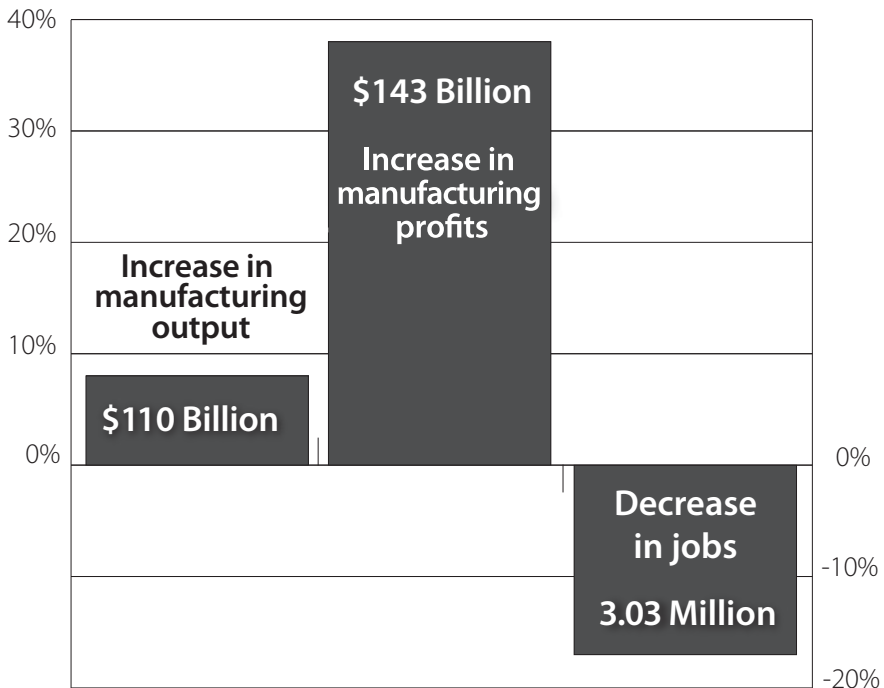 40%
30%
20%
10%
0%
Increase in
manufacturing
output
$110 Billion
$143 Billion
Increase in
manufacturing
profits
Decrease
in jobs
3.03 Million
0%
-10%
-20%